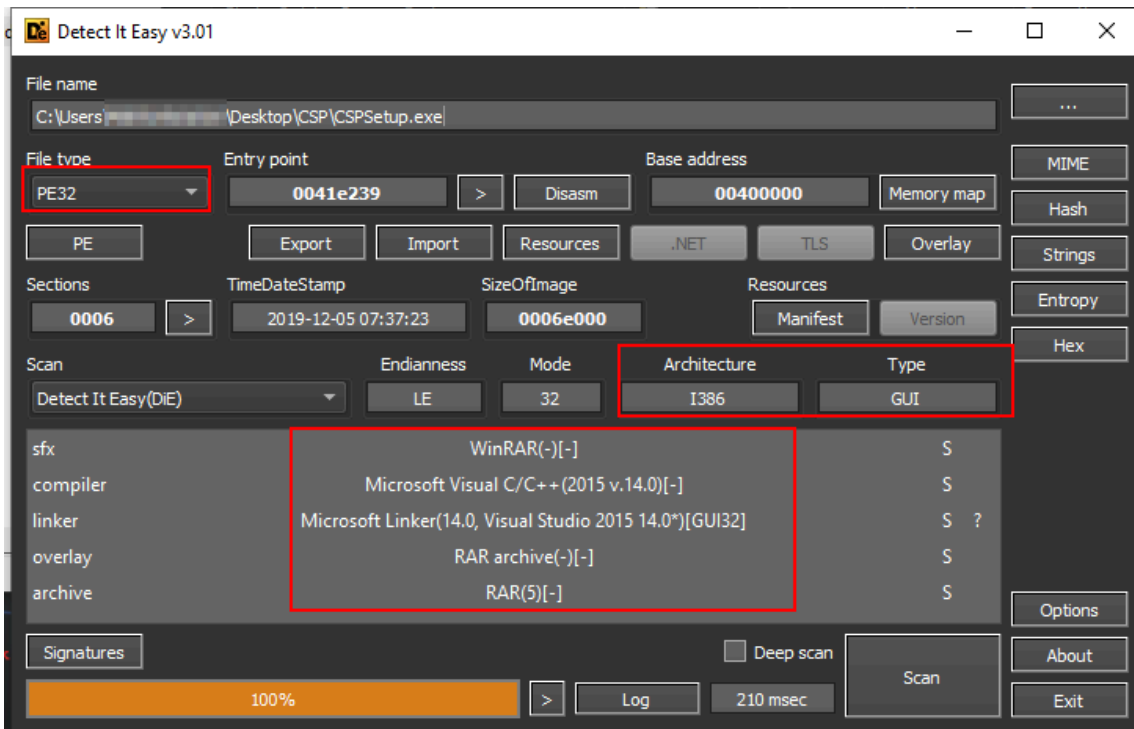 Detect It Easy v3.01
File name
C:\Users\ \Desktop\CSP\CSPSetup.exe
...
File type Entry point Base address
PE32 0041e239 > Disasm 00400000 Memory map
MIME
Hash
PE Export Import Resources .NET TLS Overlay
Strings
Sections TimeDateStamp SizeOfImage Resources
Entropy
0006 > 2019-12-05 07:37:23 0006e000 Manifest Version
Hex
Scan Endianness Mode Architecture Type
Detect It Easy(DiE) LE 32 I386 GUI
sfx WinRAR(-)[-] S
compiler Microsoft Visual C/C++(2015 v.14.0)[-] S
linker Microsoft Linker(14.0, Visual Studio 2015 14.0*)[GUI32] S ?
overlay RAR archive(-)[-] S
archive RAR(5)[-] S
Options
Signatures Deep scan Scan About
100% > Log 210 msec Exit